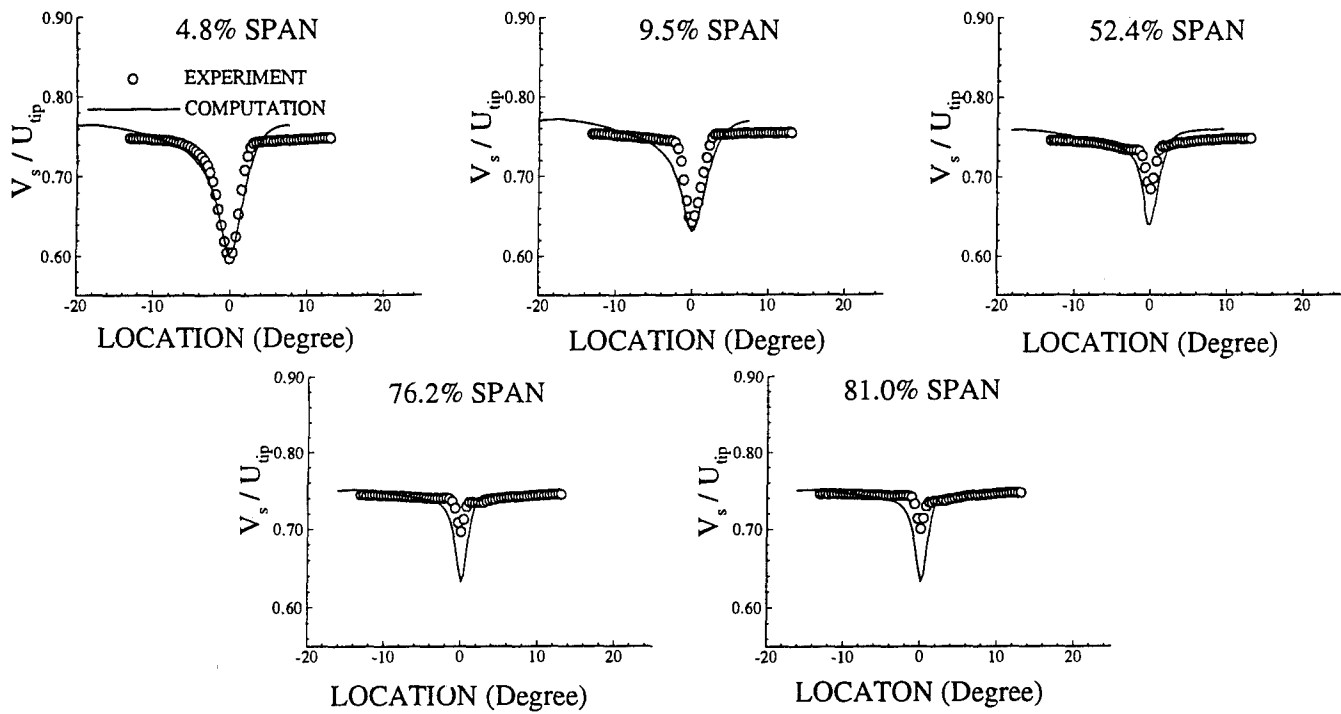 4.8% SPAN
EXPERIMENT
COMPUTATION
V_s / U_tip
0.90
0.80
0.70
0.60
-20 -10 0 10 20
LOCATION (Degree)
9.5% SPAN
V_s / U_tip
0.90
0.80
0.70
0.60
-20 -10 0 10 20
LOCATION (Degree)
52.4% SPAN
V_s / U_tip
0.90
0.80
0.70
0.60
-20 -10 0 10 20
LOCATION (Degree)
76.2% SPAN
V_s / U_tip
0.90
0.80
0.70
0.60
-20 -10 0 10 20
LOCATION (Degree)
81.0% SPAN
V_s / U_tip
0.90
0.80
0.70
0.60
-20 -10 0 10 20
LOCATON (Degree)